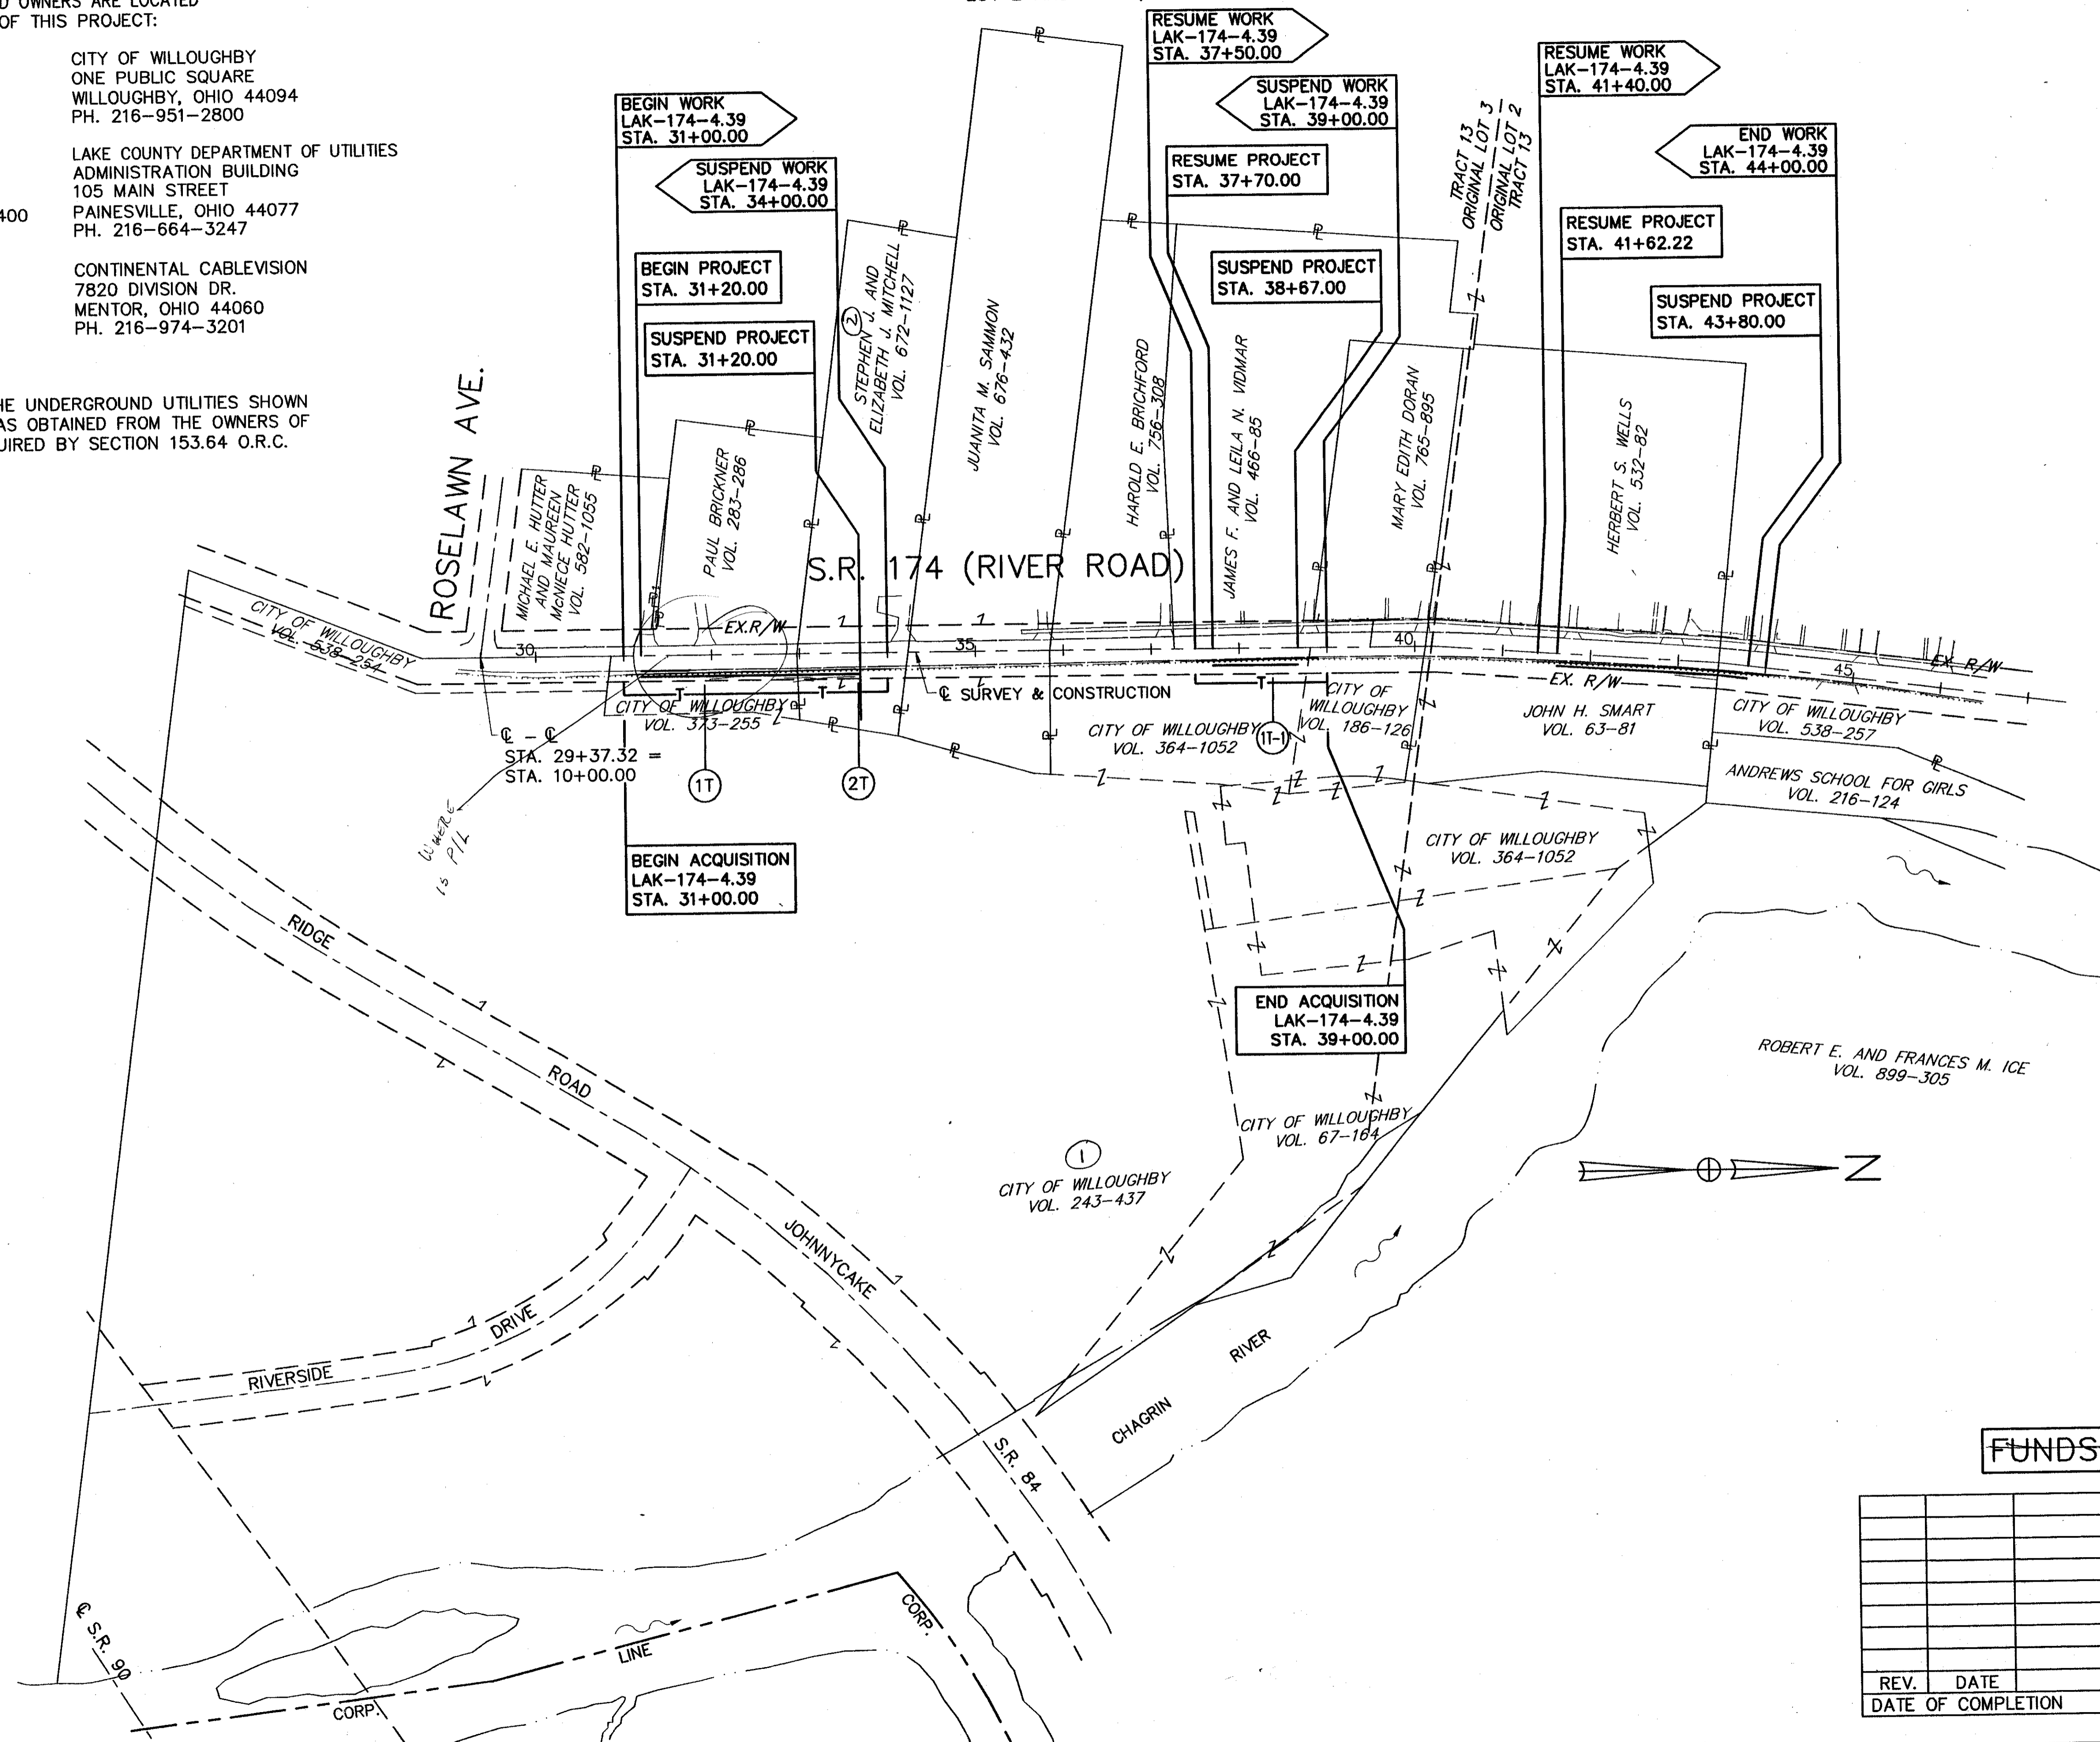 D OWNERS ARE LOCATED
OF THIS PROJECT:
CITY OF WILLOUGHBY
ONE PUBLIC SQUARE
WILLOUGHBY, OHIO 44094
PH. 216-951-2800
LAKE COUNTY DEPARTMENT OF UTILITIES
ADMINISTRATION BUILDING
105 MAIN STREET
400 PAINESVILLE, OHIO 44077
PH. 216-664-3247
CONTINENTAL CABLEVISION
7820 DIVISION DR.
MENTOR, OHIO 44060
PH. 216-974-3201
HE UNDERGROUND UTILITIES SHOWN
AS OBTAINED FROM THE OWNERS OF
UIRED BY SECTION 153.64 O.R.C.
BEGIN WORK
LAK-174-4.39
STA. 31+00.00
SUSPEND WORK
LAK-174-4.39
STA. 34+00.00
BEGIN PROJECT
STA. 31+20.00
SUSPEND PROJECT
STA. 31+20.00
RESUME WORK
LAK-174-4.39
STA. 37+50.00
SUSPEND WORK
LAK-174-4.39
STA. 39+00.00
RESUME PROJECT
STA. 37+70.00
SUSPEND PROJECT
STA. 38+67.00
RESUME WORK
LAK-174-4.39
STA. 41+40.00
END WORK
LAK-174-4.39
STA. 44+00.00
RESUME PROJECT
STA. 41+62.22
SUSPEND PROJECT
STA. 43+80.00
TRACT 13
ORIGINAL LOT 3
ORIGINAL LOT 2
TRACT 13
ROSELAWN AVE.
MICHAEL E. HUTTER
AND MAUREEN
McNIECE HUTTER
VOL. 582-1055
PAUL BRICKNER
VOL. 283-286
2
STEPHEN J. AND
ELIZABETH J. MITCHELL
VOL. 672-1127
JUANITA M. SAMMON
VOL. 676-432
HAROLD E. BRICHFORD
VOL. 756-308
JAMES F. AND LEILA N. VIDMAR
VOL. 466-85
MARY EDITH DORAN
VOL. 765-895
HERBERT S. WELLS
VOL. 532-82
S.R. 174 (RIVER ROAD)
CITY OF WILLOUGHBY
VOL. 538-254
EX.R/W
30
35
40
45
EX. R/W
EX. R/W
T
T
T
℄ SURVEY & CONSTRUCTION
CITY OF WILLOUGHBY
VOL. 373-255
CITY OF WILLOUGHBY
VOL. 364-1052
CITY OF
WILLOUGHBY
VOL. 186-126
JOHN H. SMART
VOL. 63-81
CITY OF WILLOUGHBY
VOL. 538-257
ANDREWS SCHOOL FOR GIRLS
VOL. 216-124
℄ - ℄
STA. 29+37.32 =
STA. 10+00.00
1T
2T
1T-1
WHERE
IS P/L
BEGIN ACQUISITION
LAK-174-4.39
STA. 31+00.00
CITY OF WILLOUGHBY
VOL. 364-1052
END ACQUISITION
LAK-174-4.39
STA. 39+00.00
ROBERT E. AND FRANCES M. ICE
VOL. 899-305
CITY OF WILLOUGHBY
VOL. 67-164
1
CITY OF WILLOUGHBY
VOL. 243-437
N
RIDGE
ROAD
JOHNNYCAKE
RIVERSIDE
DRIVE
S.R. 84
CHAGRIN
RIVER
℄ S.R. 90
CORP.
LINE
CORP.
FUNDS
REV. DATE
DATE OF COMPLETION